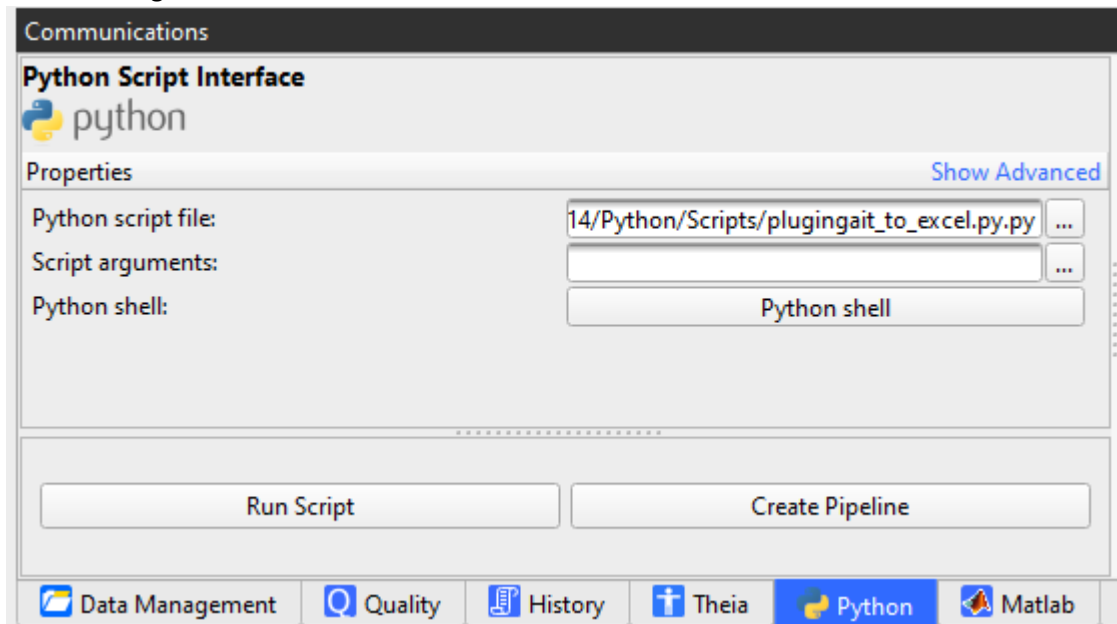 Communications
Python Script Interface
python
Properties Show Advanced
Python script file: 14/Python/Scripts/plugingait_to_excel.py.py ...
Script arguments: ...
Python shell: Python shell
Run Script Create Pipeline
Data Management Quality History Theia Python Matlab